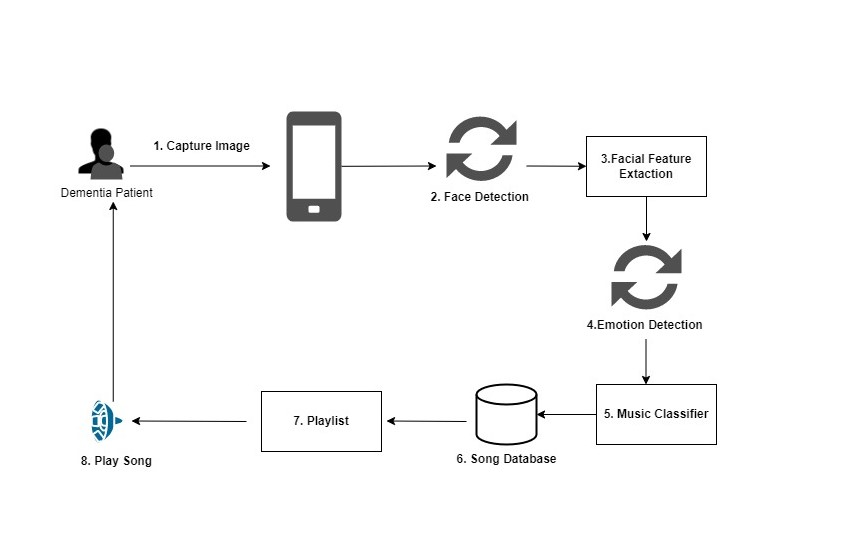 1. Capture Image
Dementia Patient
2. Face Detection
3.Facial Feature
Extaction
4.Emotion Detection
5. Music Classifier
6. Song Database
7. Playlist
8. Play Song